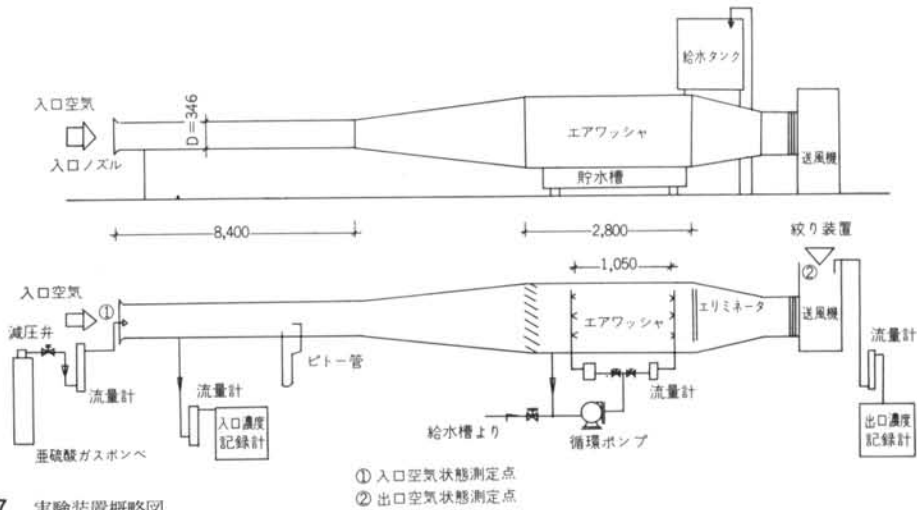 給水タンク
入口空気
D=346
エアワッシャ
入口ノズル
送風機
貯水槽
8,400
2,800
絞り装置
1,050
②
入口空気
①
エリミネータ
減圧弁
エアワッシャ
送風機
ピトー管
流量計
流量計
流量計
流量計
入口濃度
記録計
給水槽より
循環ポンプ
出口濃度
記録計
亜硫酸ガスボンベ
① 入口空気状態測定点
② 出口空気状態測定点
7 実験装置概略図